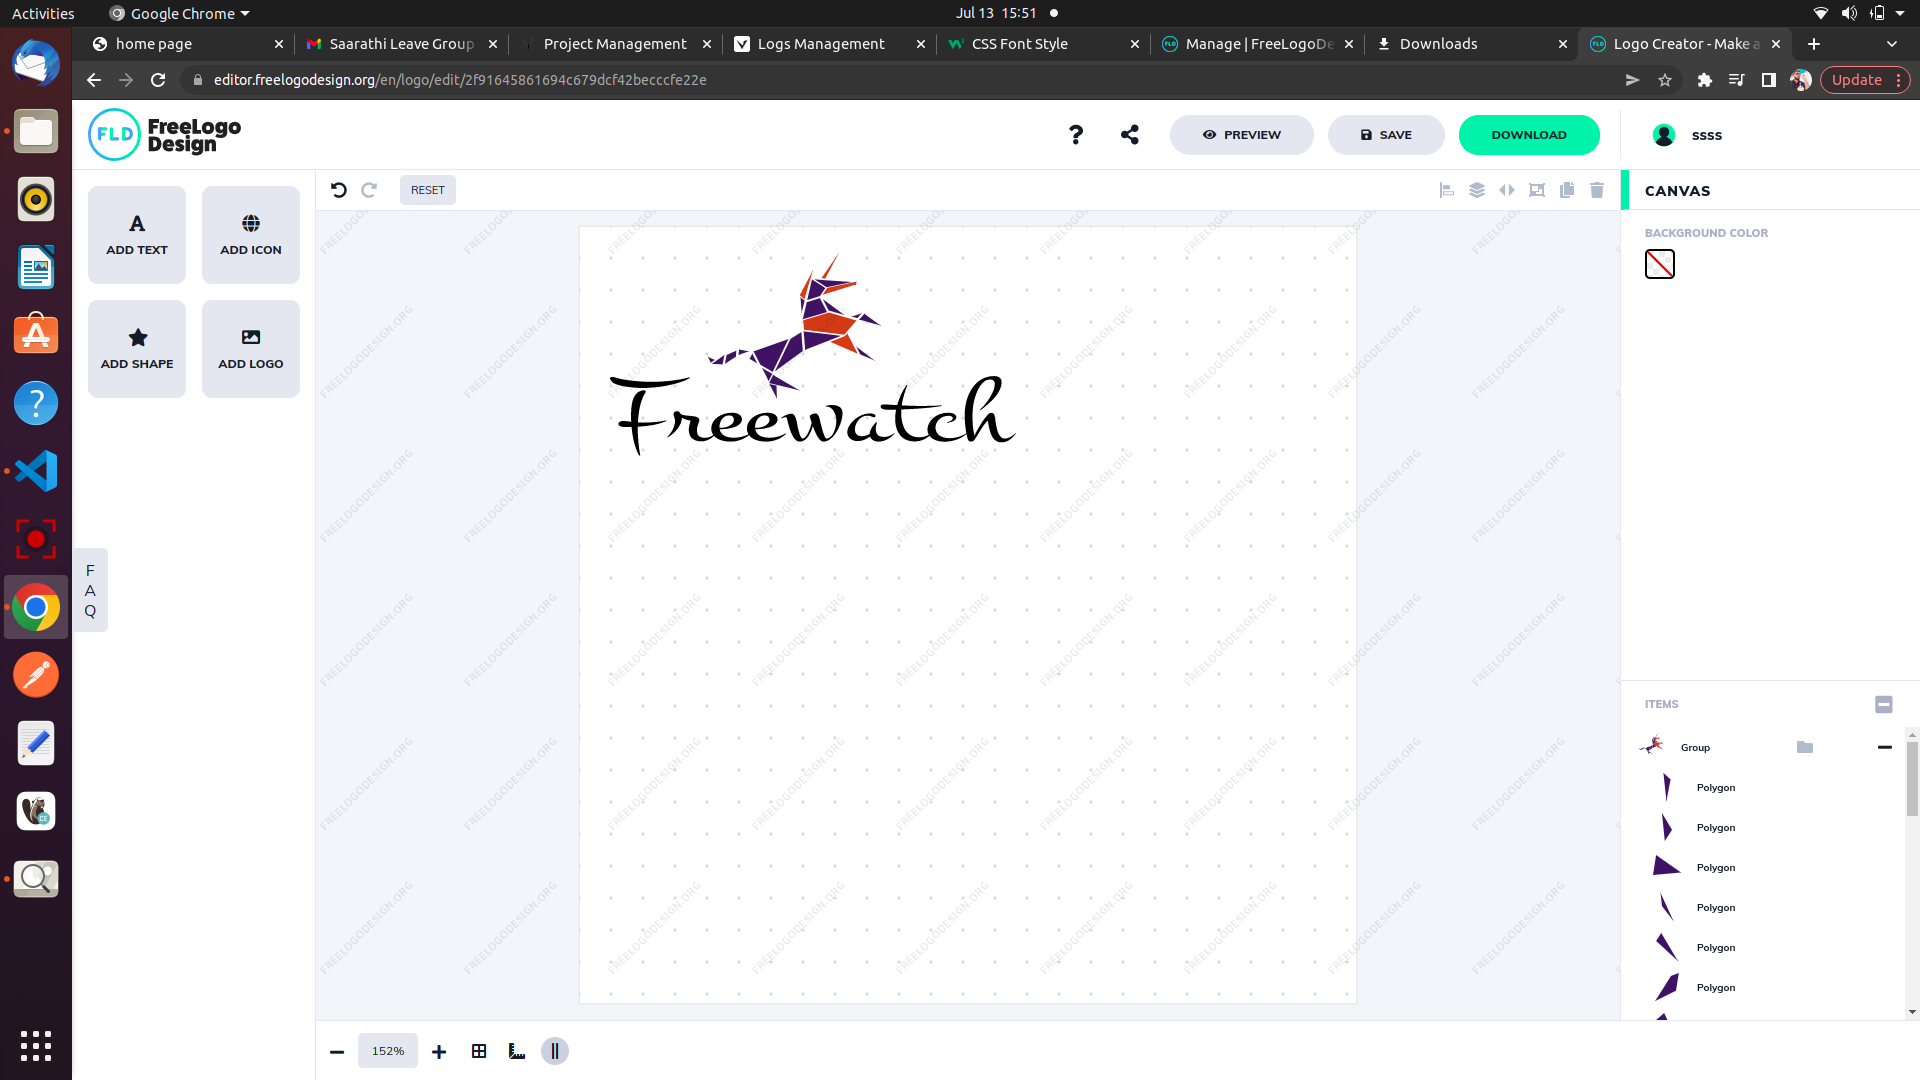 Activities
Google Chrome
Jul 13 15:51
home page
Saarathi Leave Group
Project Management
Logs Management
CSS Font Style
Manage | FreeLogoDe
Downloads
Logo Creator - Make a
editor.freelogodesign.org/en/logo/edit/2f91645861694c679dcf42becccfe22e
Update
FLD FreeLogo
Design
?
PREVIEW
SAVE
DOWNLOAD
ssss
RESET
CANVAS
A
ADD TEXT
ADD ICON
ADD SHAPE
ADD LOGO
BACKGROUND COLOR
FREELOGODESIGN.ORG
Freewatch
F
A
Q
ITEMS
Group
Polygon
Polygon
Polygon
Polygon
Polygon
Polygon
152%